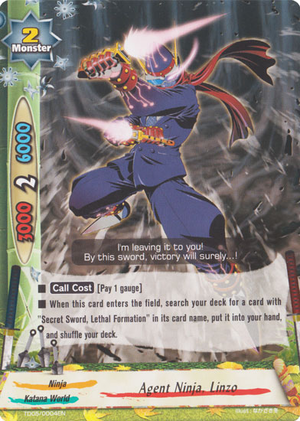 2
Monster
6000
2
3000
I'm leaving it to you!
By this sword, victory will surely...!
■ Call Cost [Pay 1 gauge]
■ When this card enters the field, search your deck for a card with
"Secret Sword, Lethal Formation" in its card name, put it into your hand,
and shuffle your deck.
Ninja
Katana World
Agent Ninja, Linzo